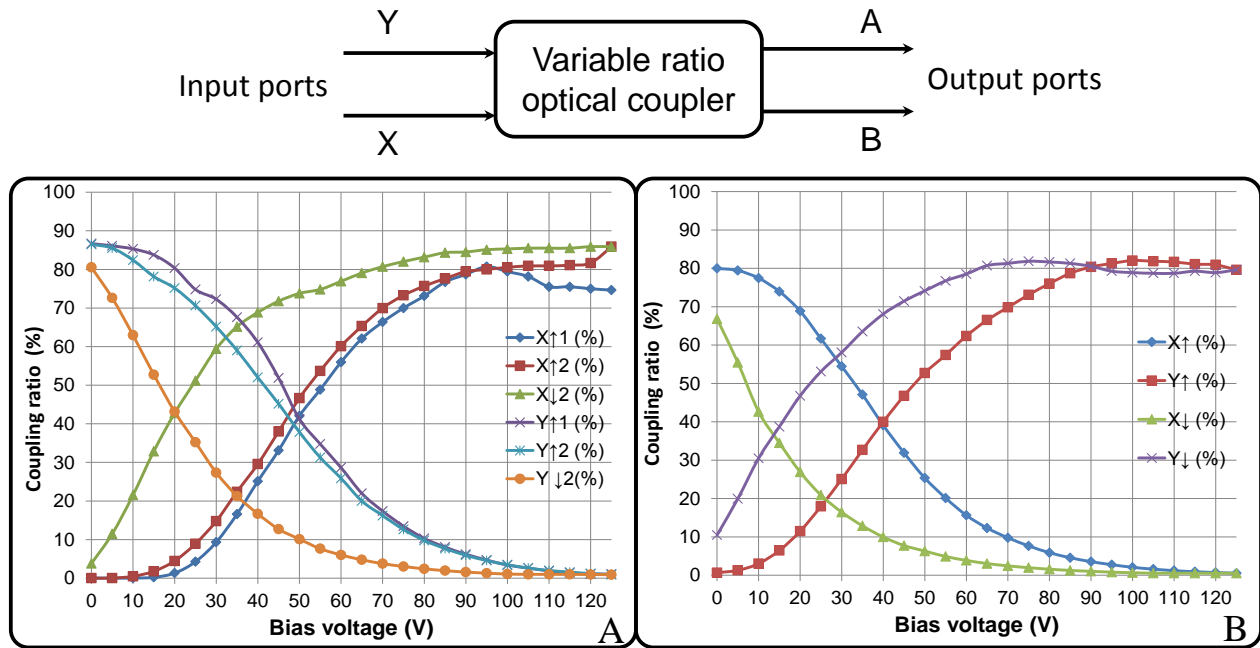 Y
A
Input ports
Variable ratio
optical coupler
Output ports
X
B
Coupling ratio (%)
100
90
80
70
60
50
40
30
20
10
0
X↑1 (%)
X↑2 (%)
X↓2 (%)
Y↑1 (%)
Y↑2 (%)
Y ↓2(%)
0 10 20 30 40 50 60 70 80 90 100 110 120
Bias voltage (V)
A
Coupling ratio (%)
100
90
80
70
60
50
40
30
20
10
0
X↑ (%)
Y↑ (%)
X↓ (%)
Y↓ (%)
0 10 20 30 40 50 60 70 80 90 100 110 120
Bias voltage (V)
B